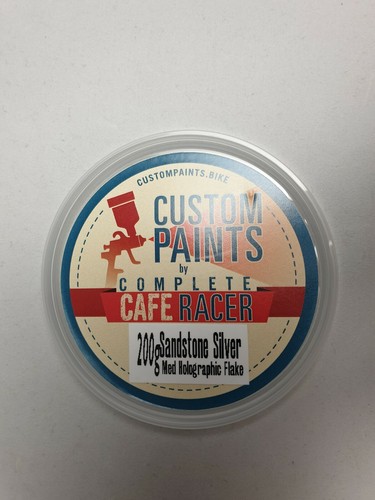 CUSTOMPAINTS.BIKE
CUSTOM
PAINTS
by
COMPLETE
CAFE RACER
200g Sandstone Silver
Med Holographic Flake